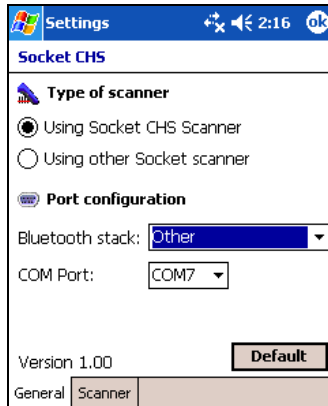 Settings 2:16 ok
Socket CHS
Type of scanner
Using Socket CHS Scanner
Using other Socket scanner
Port configuration
Bluetooth stack: Other
COM Port: COM7
Version 1.00 Default
General Scanner